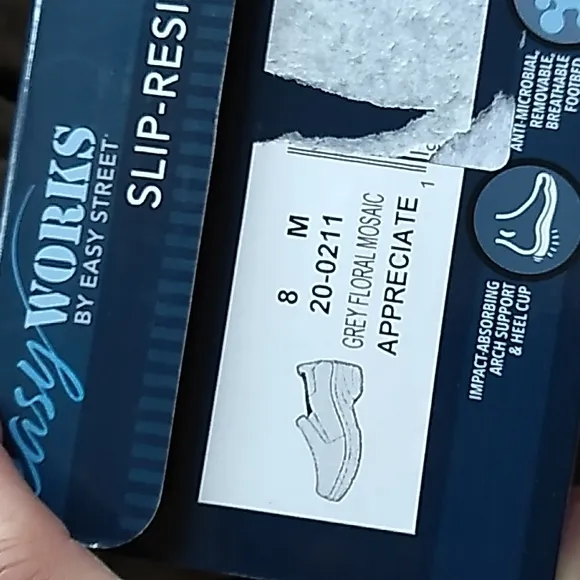 easy WORKS
BY EASY STREET
SLIP-RESI
8 M
20-0211
GREY FLORAL MOSAIC
APPRECIATE
1
ANTI-MICROBIAL,
REMOVABLE,
BREATHABLE
FOOTBED
IMPACT-ABSORBING
ARCH SUPPORT
& HEEL CUP